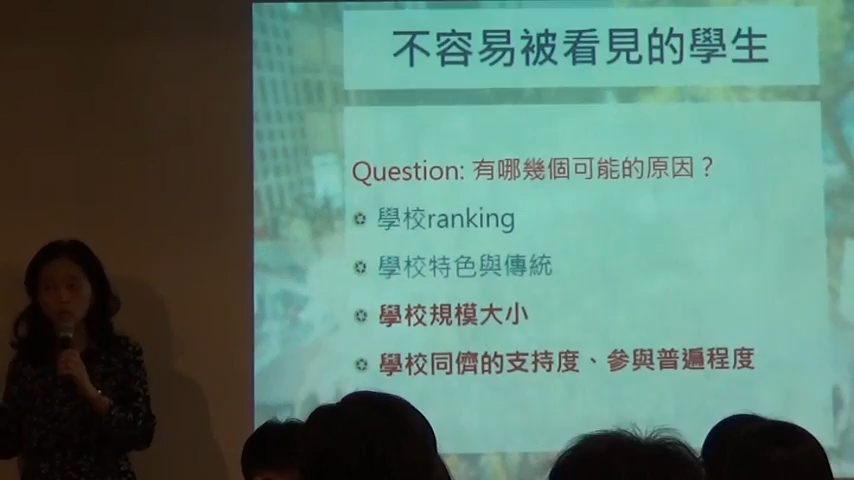 不容易被看見的學生
Question: 有哪幾個可能的原因？
學校ranking
學校特色與傳統
學校規模大小
學校同儕的支持度、參與普遍程度